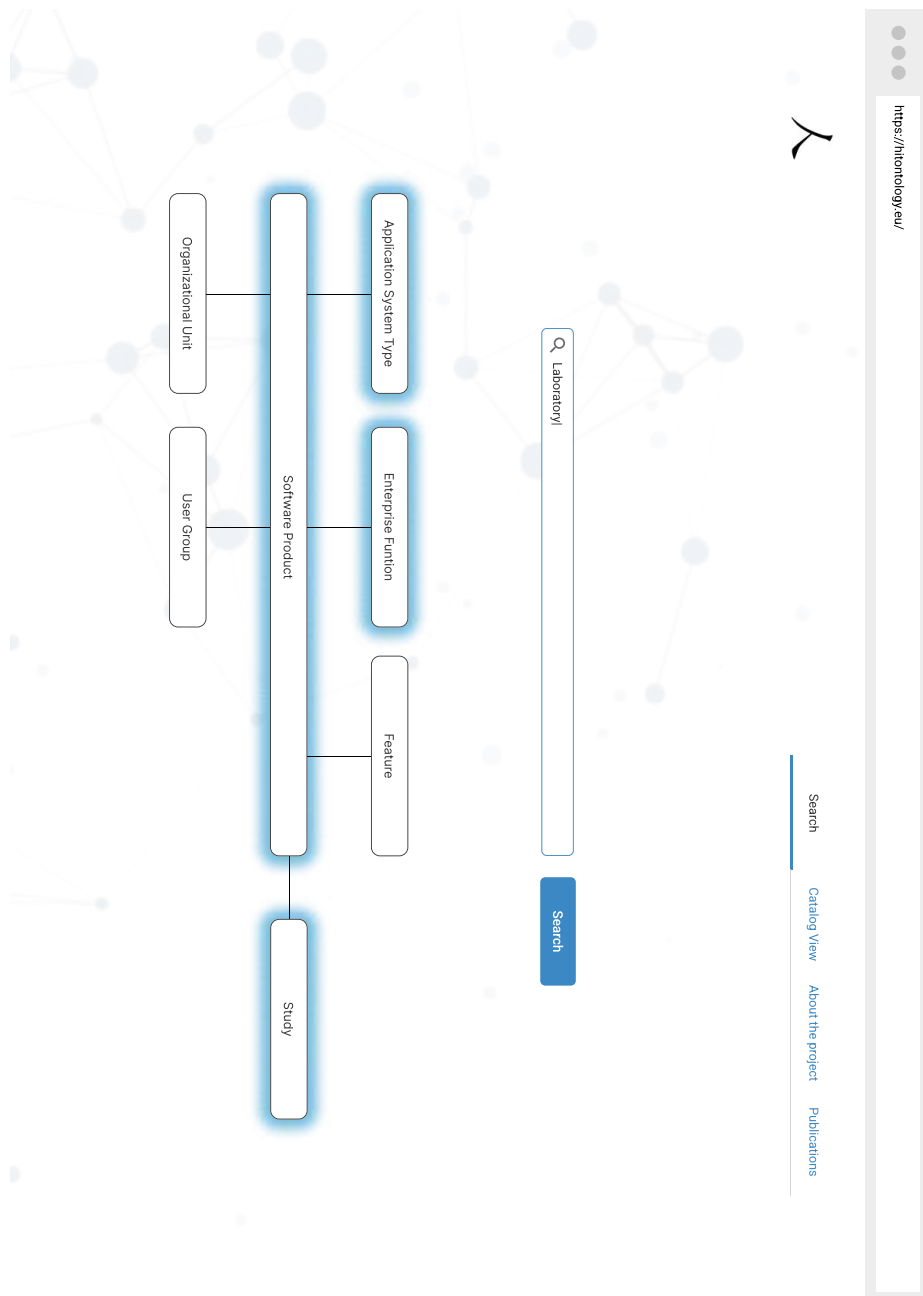 https://hitontology.eu/
Search
Catalog View
About the project
Publications
Laboratory
Search
Application System Type
Enterprise Funtion
Feature
Software Product
Study
Organizational Unit
User Group